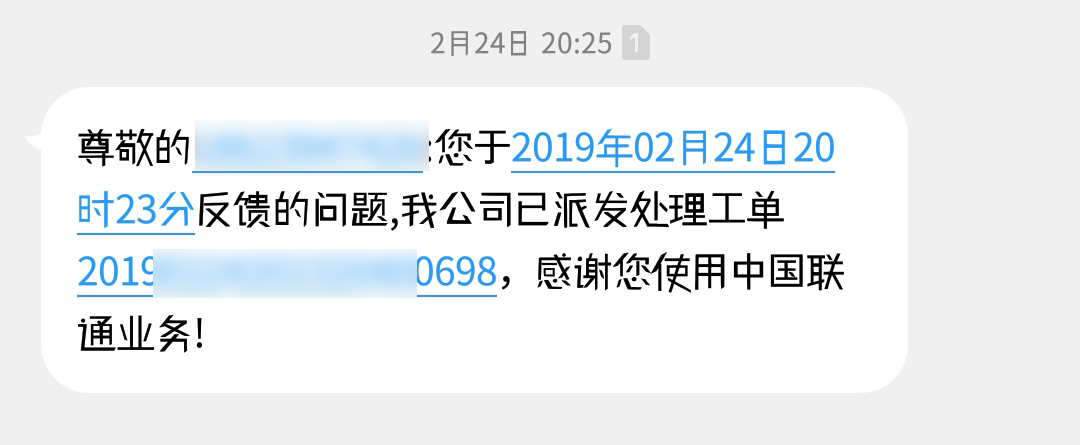 2月24日 20:25 1
尊敬的:您于2019年02月24日20
时23分反馈的问题,我公司已派发处理工单
20190698，感谢您使用中国联
通业务!